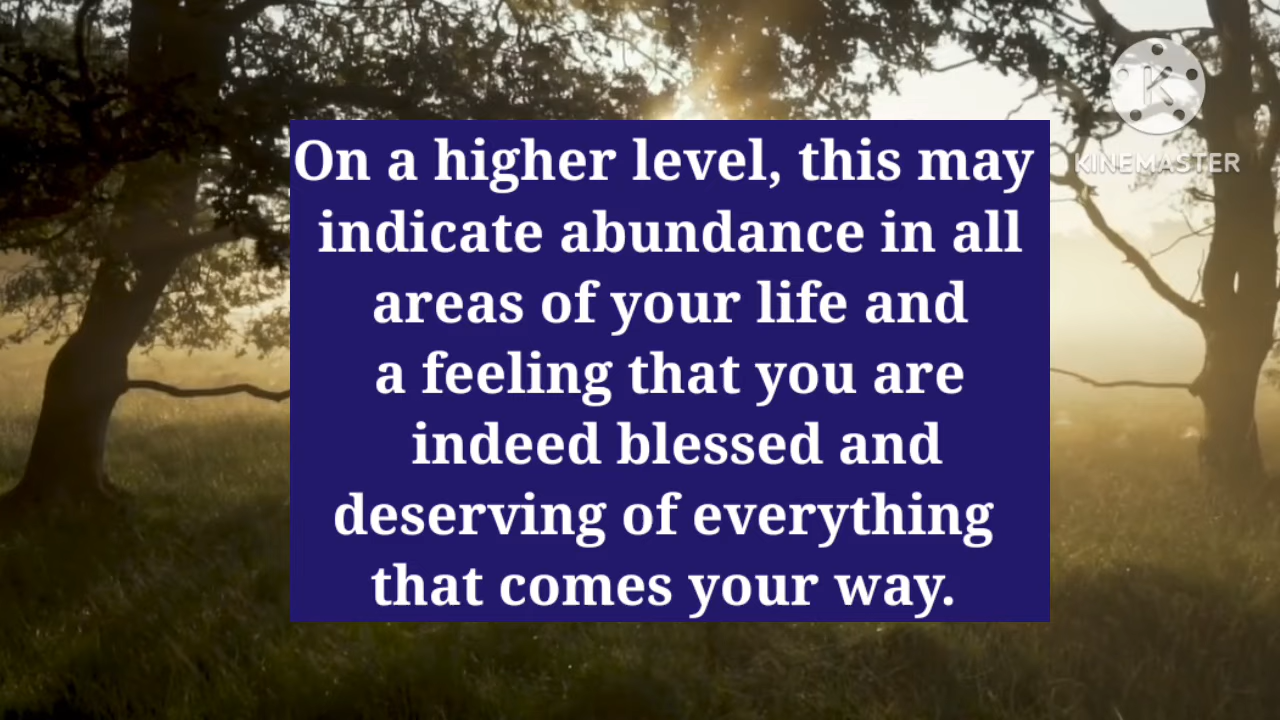 On a higher level, this may
indicate abundance in all
areas of your life and
a feeling that you are
indeed blessed and
deserving of everything
that comes your way.
K
KINEMASTER